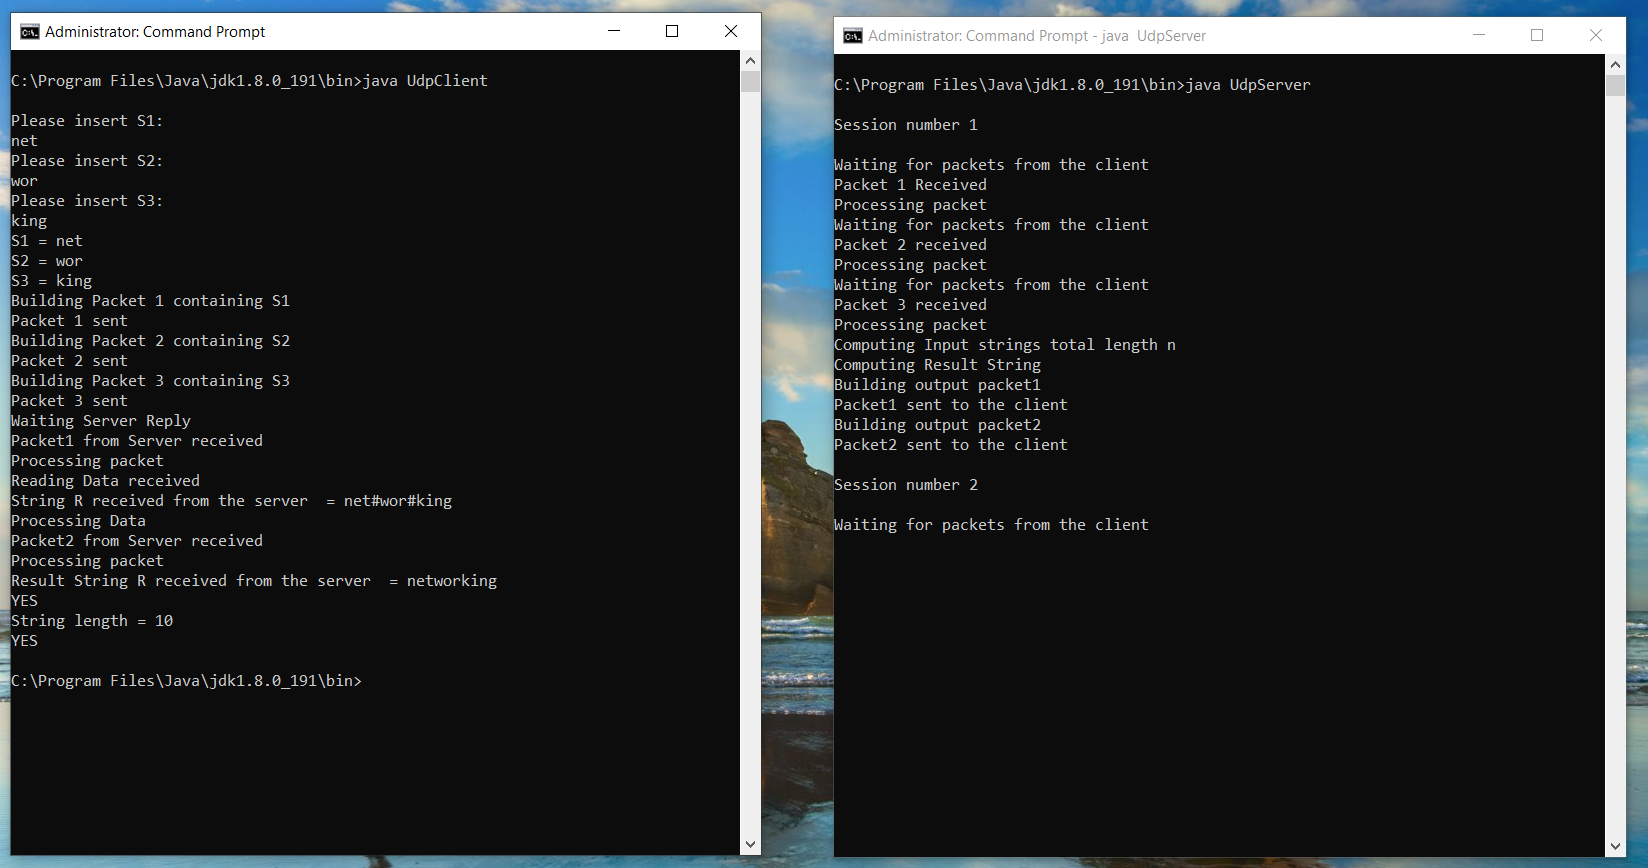 Administrator: Command Prompt
C:\Program Files\Java\jdk1.8.0_191\bin>java UdpClient
Please insert S1:
net
Please insert S2:
wor
Please insert S3:
king
S1 = net
S2 = wor
S3 = king
Building Packet 1 containing S1
Packet 1 sent
Building Packet 2 containing S2
Packet 2 sent
Building Packet 3 containing S3
Packet 3 sent
Waiting Server Reply
Packet1 from Server received
Processing packet
Reading Data received
String R received from the server  = net#wor#king
Processing Data
Packet2 from Server received
Processing packet
Result String R received from the server  = networking
YES
String length = 10
YES
C:\Program Files\Java\jdk1.8.0_191\bin>
Administrator: Command Prompt - java  UdpServer
C:\Program Files\Java\jdk1.8.0_191\bin>java UdpServer
Session number 1
Waiting for packets from the client
Packet 1 Received
Processing packet
Waiting for packets from the client
Packet 2 received
Processing packet
Waiting for packets from the client
Packet 3 received
Processing packet
Computing Input strings total length n
Computing Result String
Building output packet1
Packet1 sent to the client
Building output packet2
Packet2 sent to the client
Session number 2
Waiting for packets from the client